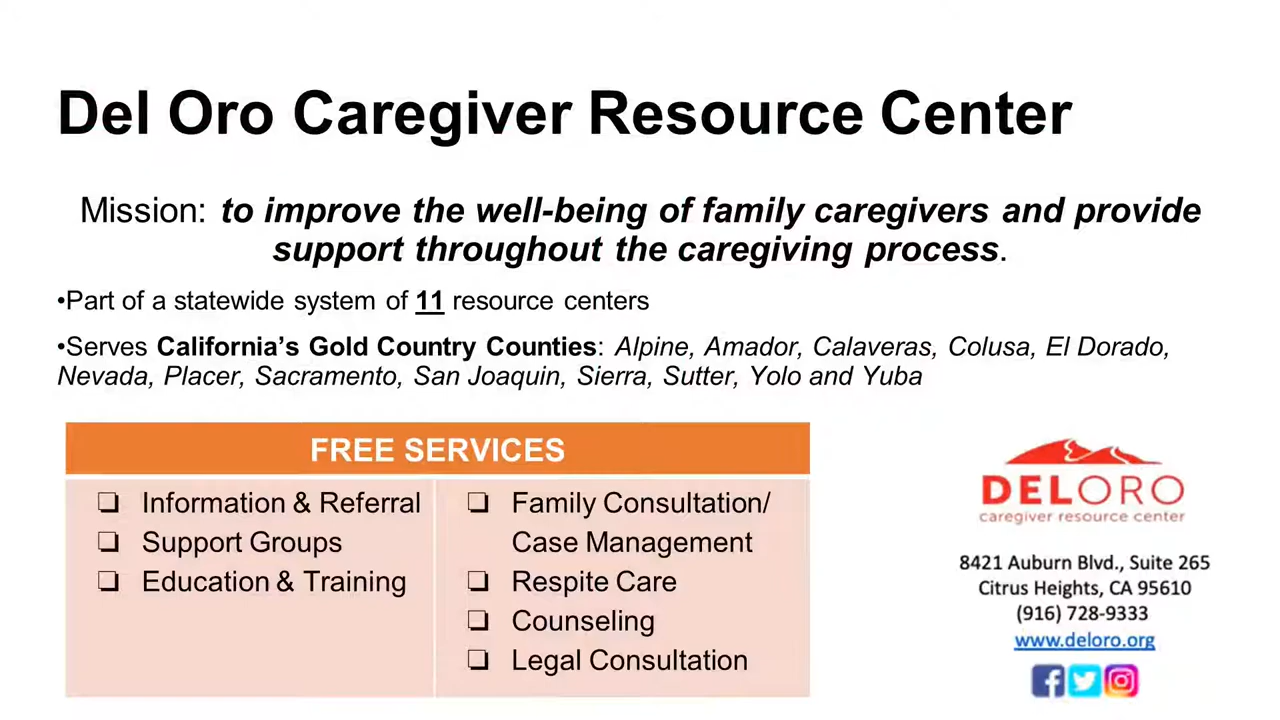 Del Oro Caregiver Resource Center
Mission: to improve the well-being of family caregivers and provide
support throughout the caregiving process.
•Part of a statewide system of 11 resource centers
•Serves California's Gold Country Counties: Alpine, Amador, Calaveras, Colusa, El Dorado,
Nevada, Placer, Sacramento, San Joaquin, Sierra, Sutter, Yolo and Yuba
FREE SERVICES
❏ Information & Referral
❏ Support Groups
❏ Education & Training
❏ Family Consultation/
Case Management
❏ Respite Care
❏ Counseling
❏ Legal Consultation
DELORO
caregiver resource center
8421 Auburn Blvd., Suite 265
Citrus Heights, CA 95610
(916) 728-9333
www.deloro.org